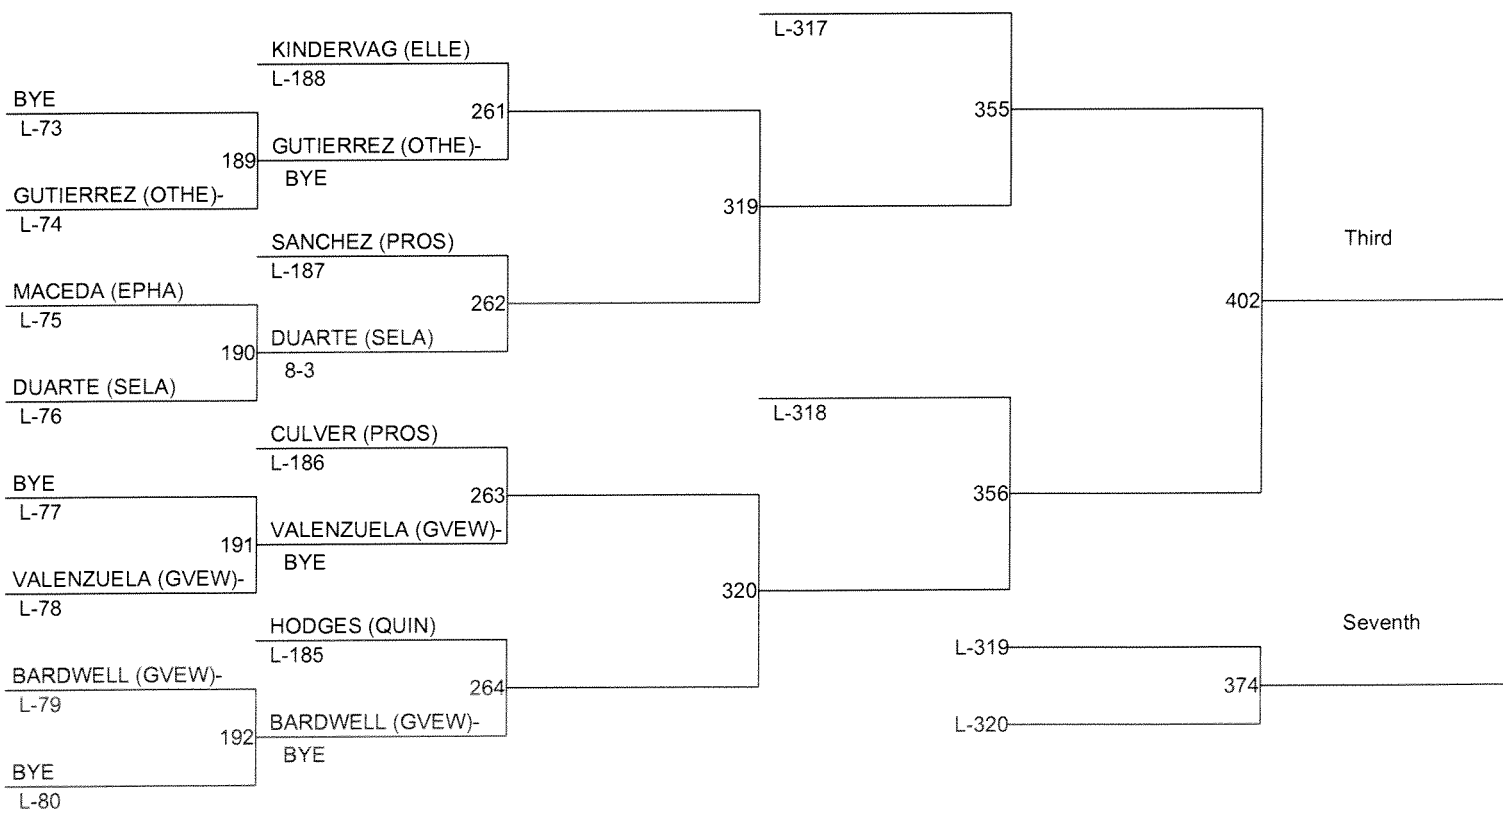 BYE
L-73
189
GUTIERREZ (OTHE)-
L-74
MACEDA (EPHA)
L-75
190
DUARTE (SELA)
L-76
BYE
L-77
191
VALENZUELA (GVEW)-
L-78
BARDWELL (GVEW)-
L-79
192
BYE
L-80
KINDERVAG (ELLE)
L-188
261
GUTIERREZ (OTHE)-
BYE
SANCHEZ (PROS)
L-187
262
DUARTE (SELA)
8-3
CULVER (PROS)
L-186
263
VALENZUELA (GVEW)-
BYE
HODGES (QUIN)
L-185
264
BARDWELL (GVEW)-
BYE
319
320
L-317
355
L-318
356
402
Third
L-319
374
L-320
Seventh